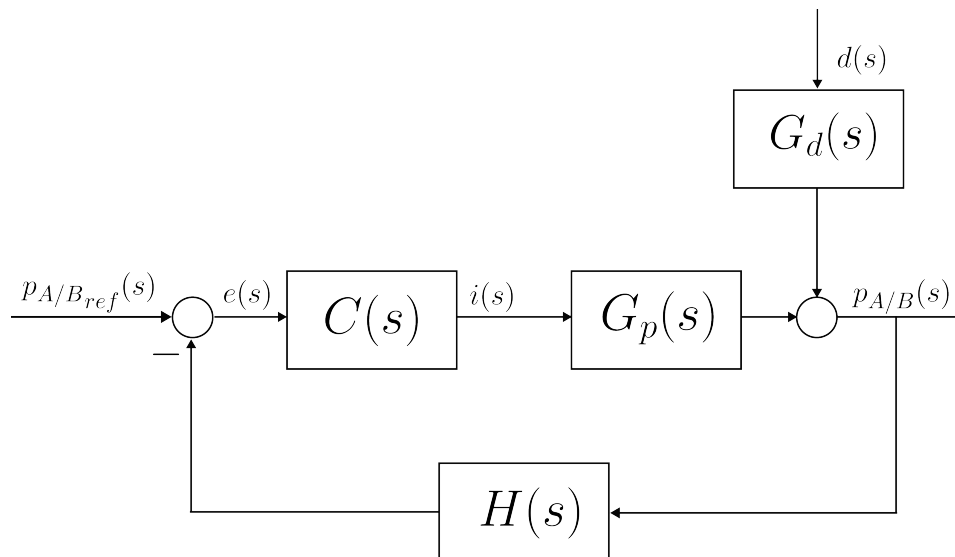 d(s)
G_d(s)
p_{A/B_{ref}}(s)
e(s)
C(s)
i(s)
G_p(s)
p_{A/B}(s)
−
H(s)